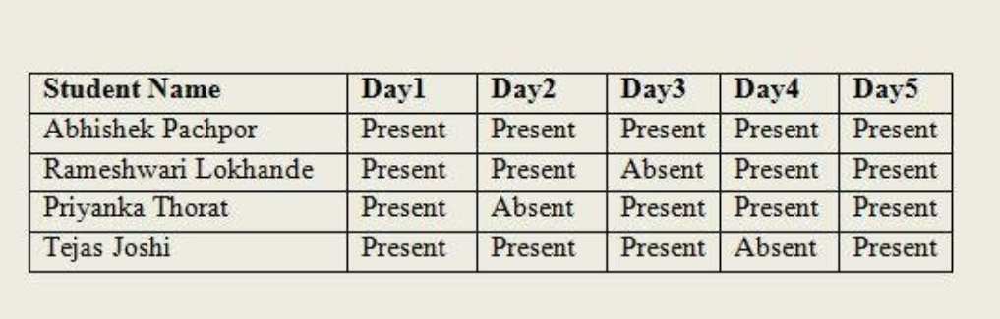 Student Name Day1 Day2 Day3 Day4 Day5
Abhishek Pachpor Present Present Present Present Present
Rameshwari Lokhande Present Present Absent Present Present
Priyanka Thorat Present Absent Present Present Present
Tejas Joshi Present Present Present Absent Present